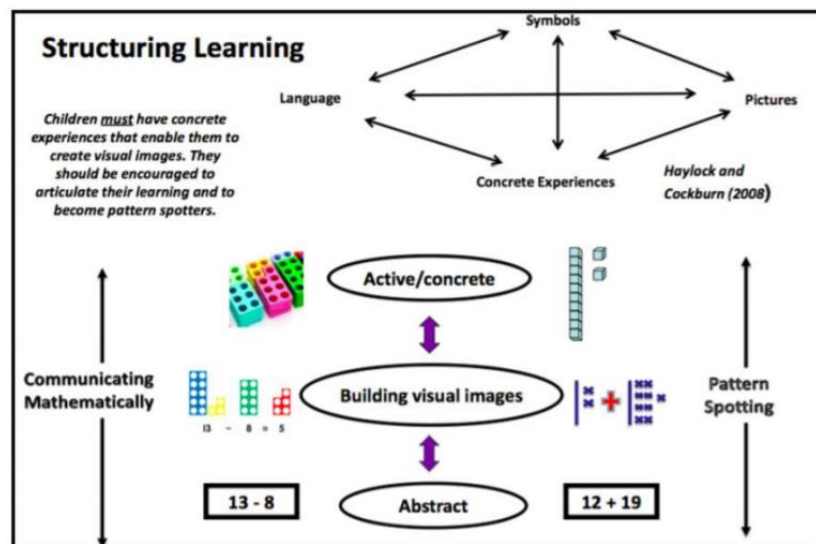 Structuring Learning
Children must have concrete
experiences that enable them to
create visual images. They
should be encouraged to
articulate their learning and to
become pattern spotters.
Symbols
Language
Pictures
Concrete Experiences
Haylock and
Cockburn (2008)
Active/concrete
Communicating
Mathematically
13 - 8 = 5
Building visual images
Pattern
Spotting
13 - 8
Abstract
12 + 19